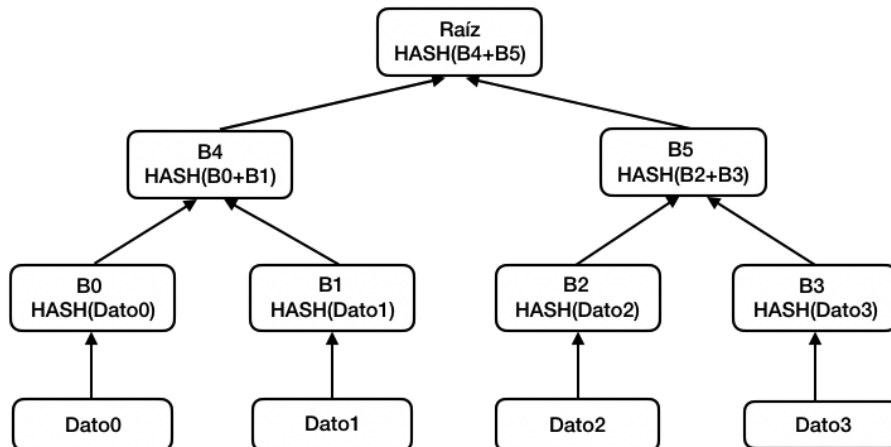 Raíz
HASH(B4+B5)
B4
HASH(B0+B1)
B5
HASH(B2+B3)
B0
HASH(Dato0)
B1
HASH(Dato1)
B2
HASH(Dato2)
B3
HASH(Dato3)
Dato0
Dato1
Dato2
Dato3